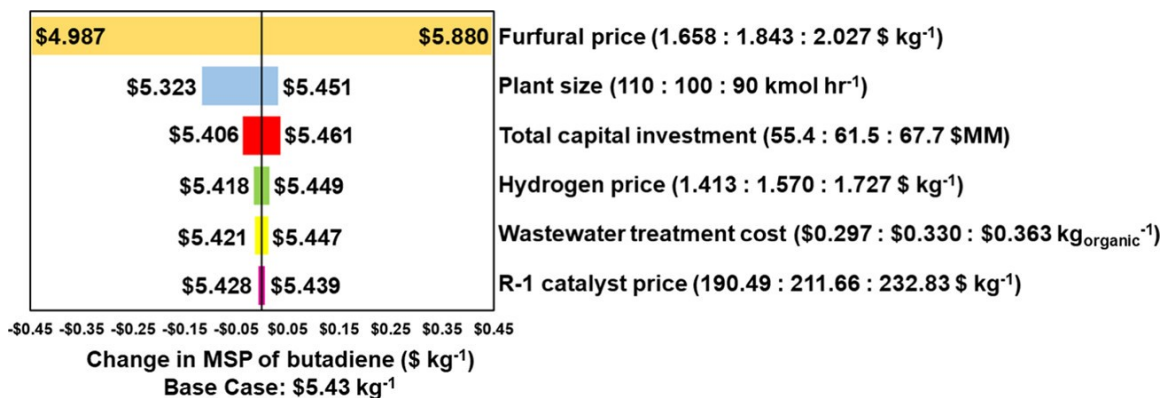 $4.987 $5.880 Furfural price (1.658 : 1.843 : 2.027 $ kg⁻¹)
$5.323 $5.451 Plant size (110 : 100 : 90 kmol hr⁻¹)
$5.406 $5.461 Total capital investment (55.4 : 61.5 : 67.7 $MM)
$5.418 $5.449 Hydrogen price (1.413 : 1.570 : 1.727 $ kg⁻¹)
$5.421 $5.447 Wastewater treatment cost ($0.297 : $0.330 : $0.363 kg_organic⁻¹)
$5.428 $5.439 R-1 catalyst price (190.49 : 211.66 : 232.83 $ kg⁻¹)
-$0.45 -$0.35 -$0.25 -$0.15 -$0.05 $0.05 $0.15 $0.25 $0.35 $0.45
Change in MSP of butadiene ($ kg⁻¹)
Base Case: $5.43 kg⁻¹